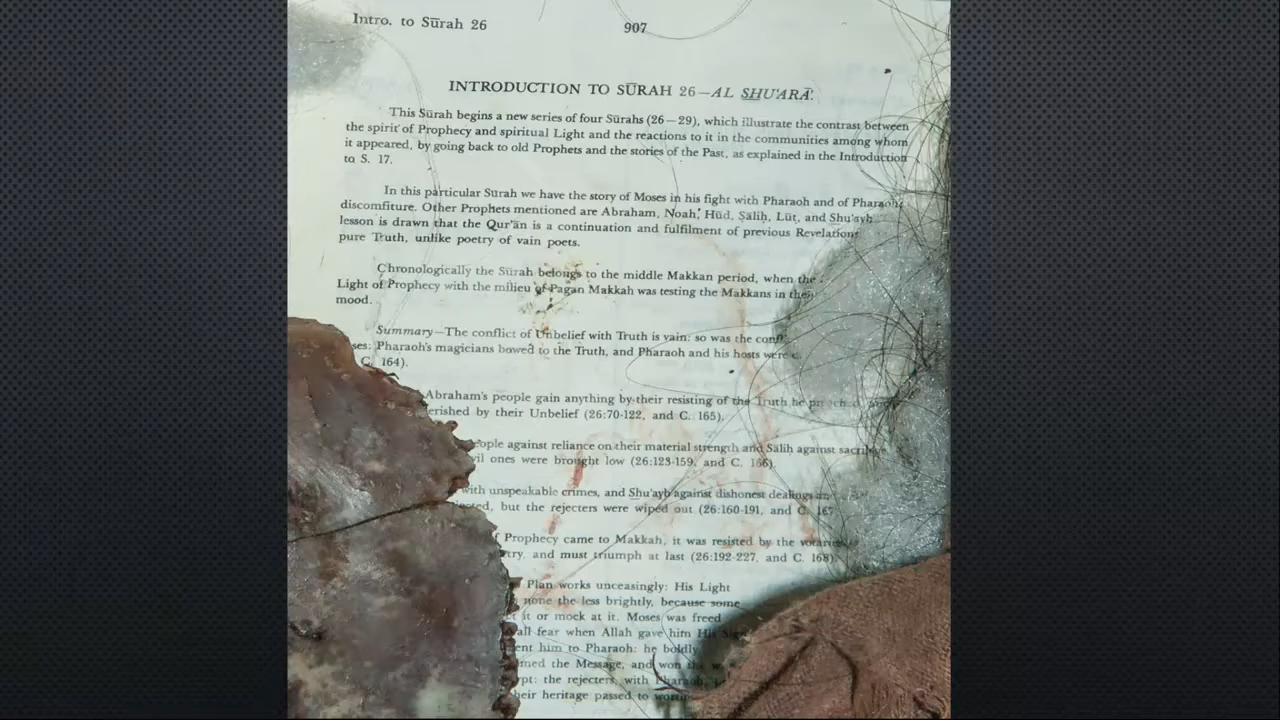 Intro. to Sūrah 26
907
INTRODUCTION TO SŪRAH 26—AL SHU'ARĀ'.
This Sūrah begins a new series of four Sūrahs (26—29), which illustrate the contrast between
the spirit of Prophecy and spiritual Light and the reactions to it in the communities among whom
it appeared, by going back to old Prophets and the stories of the Past, as explained in the Introduction
to S. 17.
In this particular Surah we have the story of Moses in his fight with Pharaoh and of Pharaoh's
discomfiture. Other Prophets mentioned are Abraham, Noah, Hūd, Ṣāliḥ, Lūṭ, and Shu'ayb
lesson is drawn that the Qur'ān is a continuation and fulfilment of previous Revelations
pure Truth, unlike poetry of vain poets.
Chronologically the Sūrah belongs to the middle Makkan period, when the
Light of Prophecy with the milieu of Pagan Makkah was testing the Makkans in their
mood.
Summary—The conflict of Unbelief with Truth is vain: so was the
Pharaoh's magicians bowed to the Truth, and Pharaoh and his hosts were
C. 164).
Abraham's people gain anything by their resisting of the Truth he preached
by their Unbelief (26:70-122, and C. 165).
against reliance on their material strength and Ṣāliḥ against
ones were brought low (26:123-159, and C. 166).
with unspeakable crimes, and Shu'ayb against dishonest dealings
but the rejecters were wiped out (26:160-191, and C. 167
Prophecy came to Makkah, it was resisted by the
and must triumph at last (26:192-227, and C. 168)
Plan works unceasingly: His Light
none the less brightly, because some
it or mock at it. Moses was freed
all fear when Allah gave him His
him to Pharaoh: he boldly
the Message, and won the
the rejecters, with Pharaoh,
heritage passed to